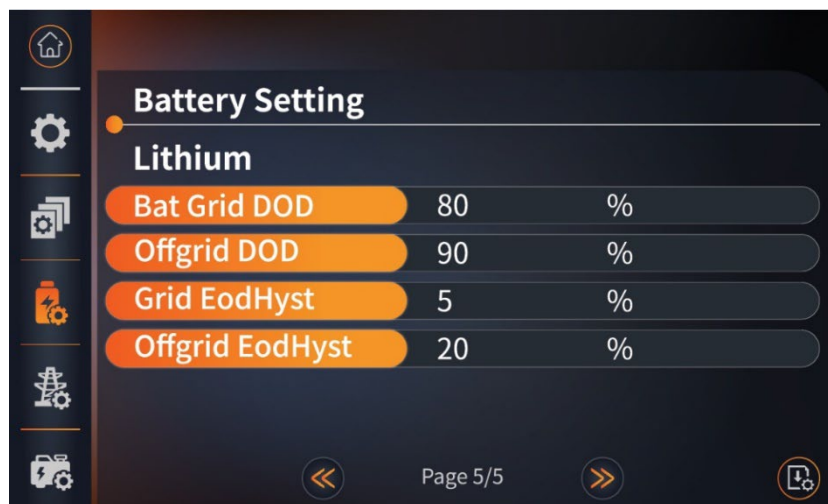 Battery Setting
Lithium
Bat Grid DOD 80 %
Offgrid DOD 90 %
Grid EodHyst 5 %
Offgrid EodHyst 20 %
Page 5/5